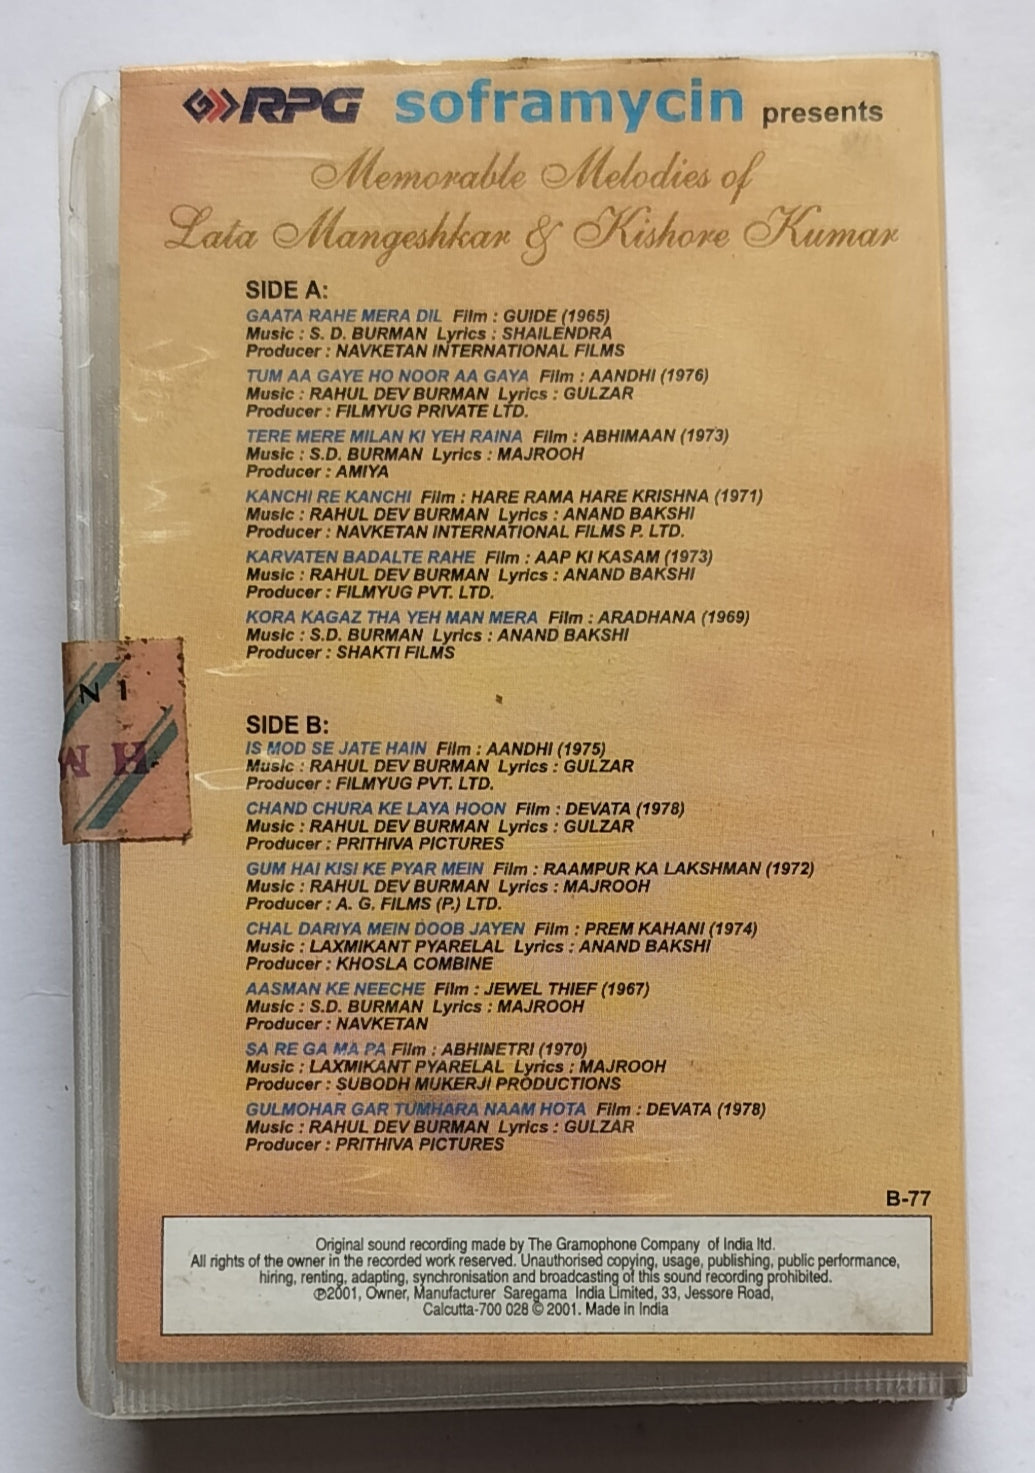 RPG soframycin presents
Memorable Melodies of
Lata Mangeshkar & Kishore Kumar
SIDE A:
GAATA RAHE MERA DIL Film : GUIDE (1965)
Music : S. D. BURMAN Lyrics : SHAILENDRA
Producer : NAVKETAN INTERNATIONAL FILMS
TUM AA GAYE HO NOOR AA GAYA Film : AANDHI (1976)
Music : RAHUL DEV BURMAN Lyrics : GULZAR
Producer : FILMYUG PRIVATE LTD.
TERE MERE MILAN KI YEH RAINA Film : ABHIMAAN (1973)
Music : S.D. BURMAN Lyrics : MAJROOH
Producer : AMIYA
KANCHI RE KANCHI Film : HARE RAMA HARE KRISHNA (1971)
Music : RAHUL DEV BURMAN Lyrics : ANAND BAKSHI
Producer : NAVKETAN INTERNATIONAL FILMS P. LTD.
KARVATEN BADALTE RAHE Film : AAP KI KASAM (1973)
Music : RAHUL DEV BURMAN Lyrics : ANAND BAKSHI
Producer : FILMYUG PVT. LTD.
KORA KAGAZ THA YEH MAN MERA Film : ARADHANA (1969)
Music : S.D. BURMAN Lyrics : ANAND BAKSHI
Producer : SHAKTI FILMS
N I
N H
SIDE B:
IS MOD SE JATE HAIN Film : AANDHI (1975)
Music : RAHUL DEV BURMAN Lyrics : GULZAR
Producer : FILMYUG PVT. LTD.
CHAND CHURA KE LAYA HOON Film : DEVATA (1978)
Music : RAHUL DEV BURMAN Lyrics : GULZAR
Producer : PRITHIVA PICTURES
GUM HAI KISI KE PYAR MEIN Film : RAAMPUR KA LAKSHMAN (1972)
Music : RAHUL DEV BURMAN Lyrics : MAJROOH
Producer : A. G. FILMS (P.) LTD.
CHAL DARIYA MEIN DOOB JAYEN Film : PREM KAHANI (1974)
Music : LAXMIKANT PYARELAL Lyrics : ANAND BAKSHI
Producer : KHOSLA COMBINE
AASMAN KE NEECHE Film : JEWEL THIEF (1967)
Music : S.D. BURMAN Lyrics : MAJROOH
Producer : NAVKETAN
SA RE GA MA PA Film : ABHINETRI (1970)
Music : LAXMIKANT PYARELAL Lyrics : MAJROOH
Producer : SUBODH MUKERJI PRODUCTIONS
GULMOHAR GAR TUMHARA NAAM HOTA Film : DEVATA (1978)
Music : RAHUL DEV BURMAN Lyrics : GULZAR
Producer : PRITHIVA PICTURES
B-77
Original sound recording made by The Gramophone Company of India ltd.
All rights of the owner in the recorded work reserved. Unauthorised copying, usage, publishing, public performance,
hiring, renting, adapting, synchronisation and broadcasting of this sound recording prohibited.
℗2001, Owner, Manufacturer Saregama India Limited, 33, Jessore Road,
Calcutta-700 028 © 2001. Made in India